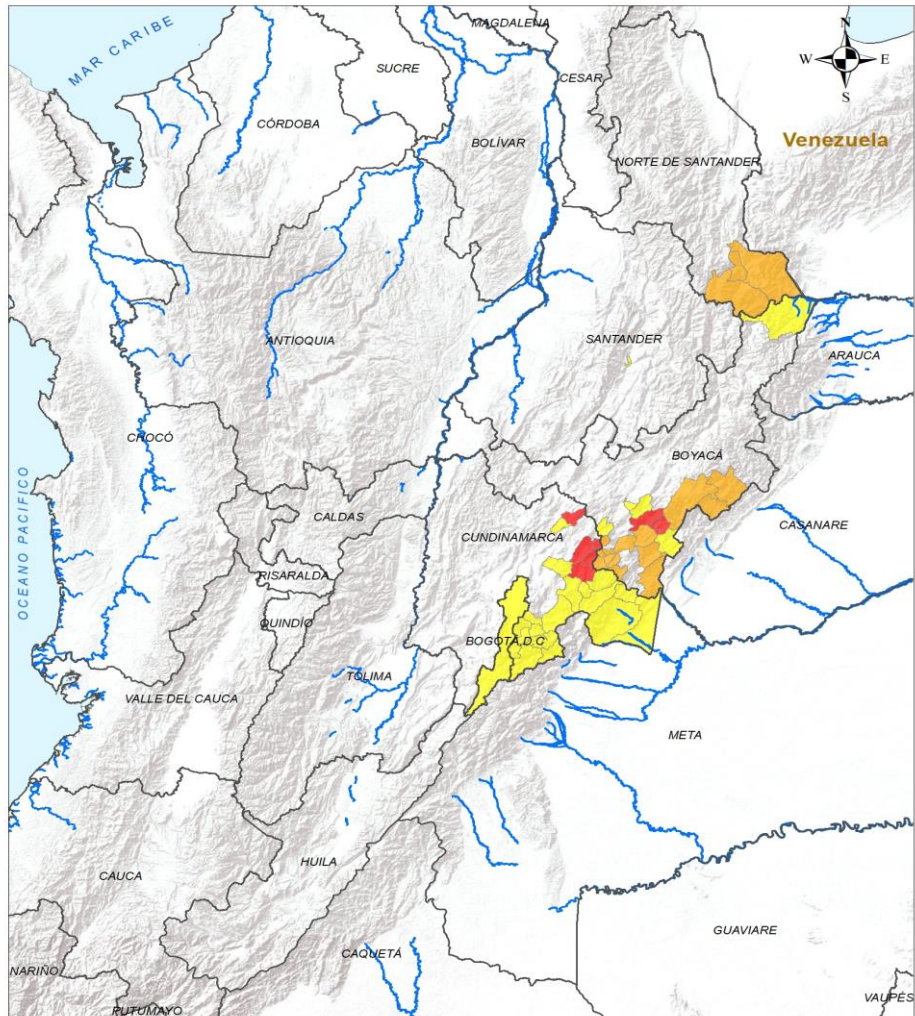 MAR CARIBE
MAGDALENA
N
W E
S
SUCRE
CESAR
CÓRDOBA
BOLÍVAR
Venezuela
NORTE DE SANTANDER
ANTIOQUIA
SANTANDER
ARAUCA
CHOCÓ
BOYACÁ
OCEANO PACIFICO
CALDAS
CUNDINAMARCA
CASANARE
RISARALDA
QUINDÍO
BOGOTÁ,D.C
TOLIMA
VALLE DEL CAUCA
META
HUILA
CAUCA
GUAVIARE
CAQUETÁ
NARIÑO
PUTUMAYO
VAUPÉS